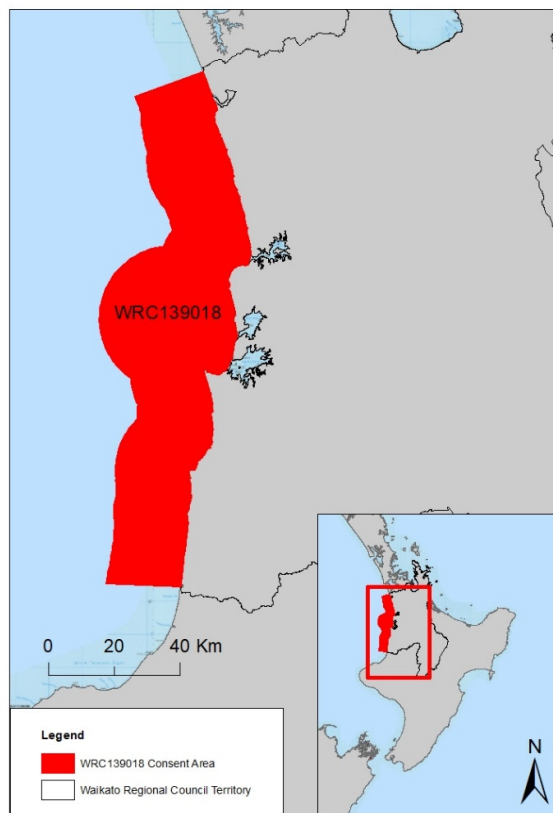 WRC139018
0 20 40 Km
Legend
WRC139018 Consent Area
Waikato Regional Council Territory
N